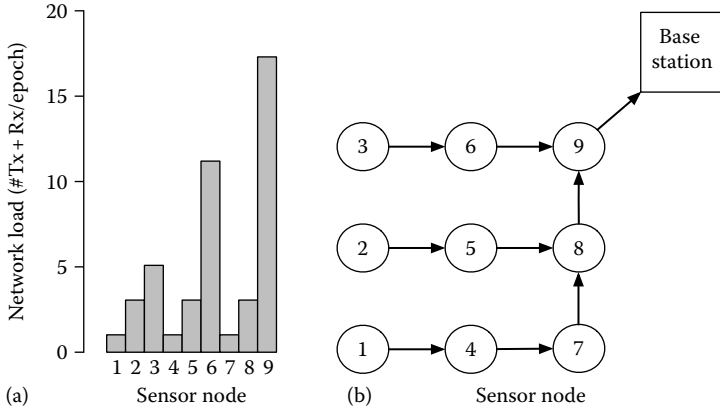 20
15
10
5
0
Network load (#Tx + Rx/epoch)
1 2 3 4 5 6 7 8 9
(a) Sensor node
Base
station
3 6 9
2 5 8
1 4 7
(b) Sensor node